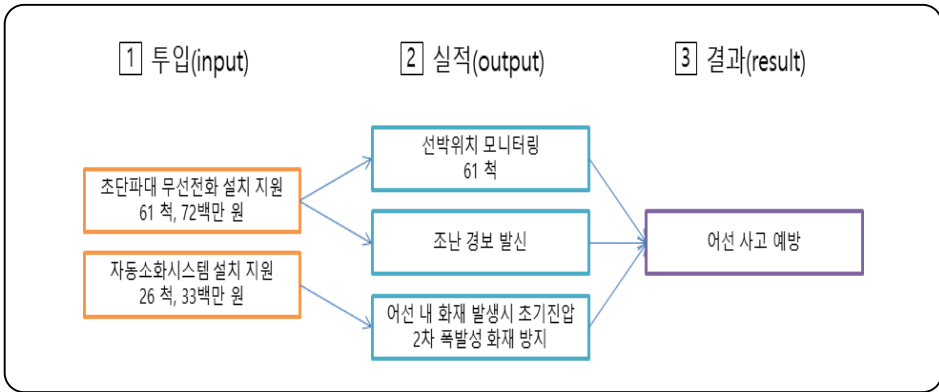 1 투입(input)
2 실적(output)
3 결과(result)
초단파대 무선전화 설치 지원
61 척, 72백만 원
자동소화시스템 설치 지원
26 척, 33백만 원
선박위치 모니터링
61 척
조난 경보 발신
어선 내 화재 발생시 초기진압
2차 폭발성 화재 방지
어선 사고 예방